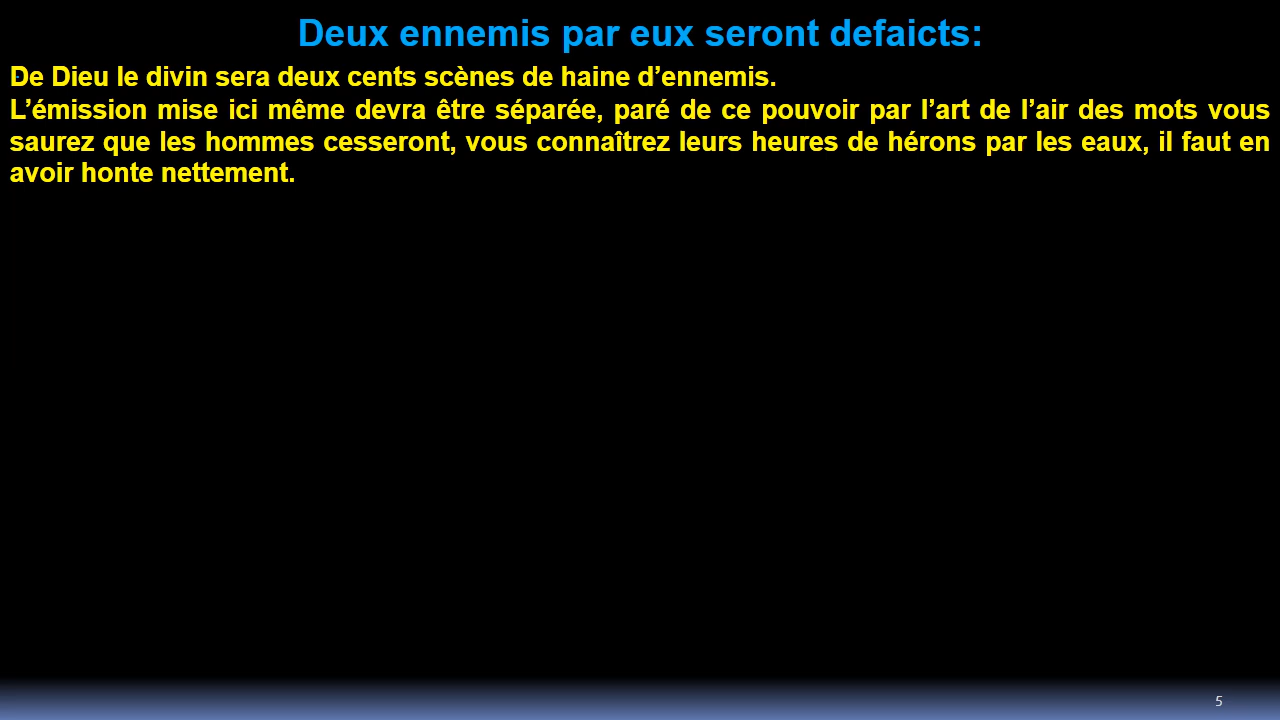 Deux ennemis par eux seront defaicts:
De Dieu le divin sera deux cents scènes de haine d’ennemis.
L’émission mise ici même devra être séparée, paré de ce pouvoir par l’art de l’air des mots vous
saurez que les hommes cesseront, vous connaîtrez leurs heures de hérons par les eaux, il faut en
avoir honte nettement.
5